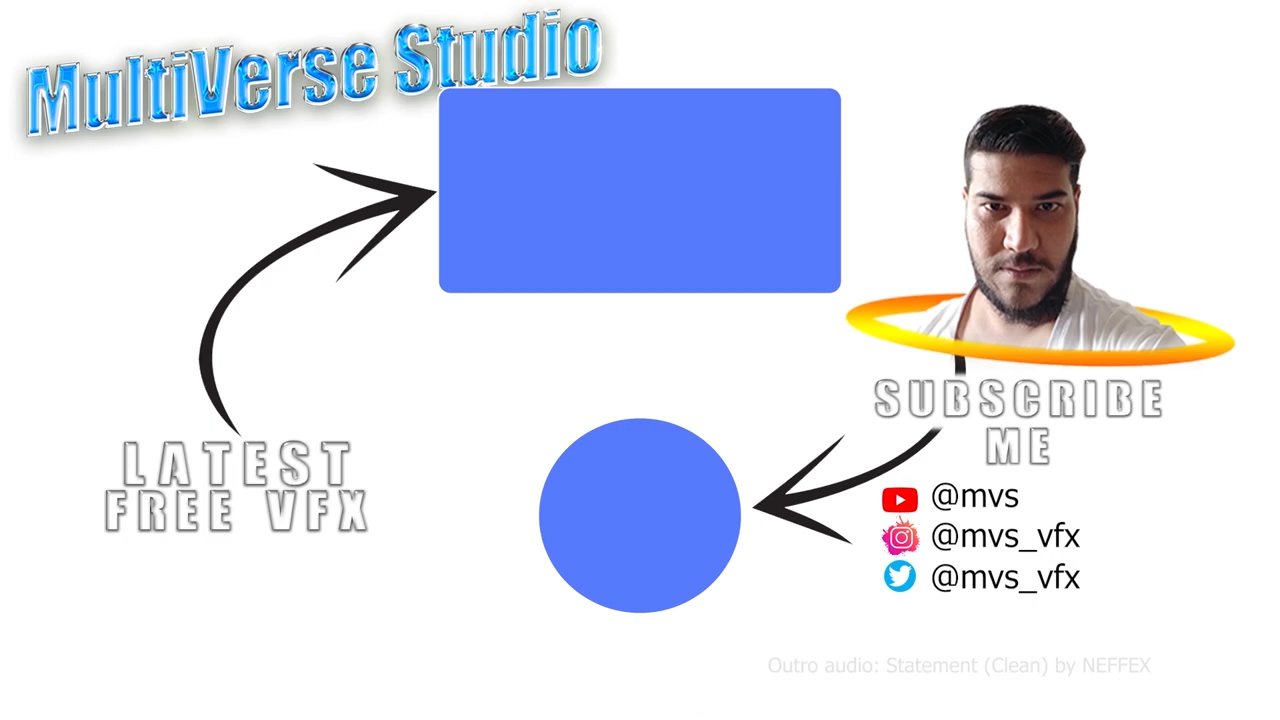 MultiVerse Studio
LATEST
FREE VFX
SUBSCRIBE
ME
@mvs
@mvs_vfx
@mvs_vfx
Outro audio: Statement (Clean) by NEFFEX